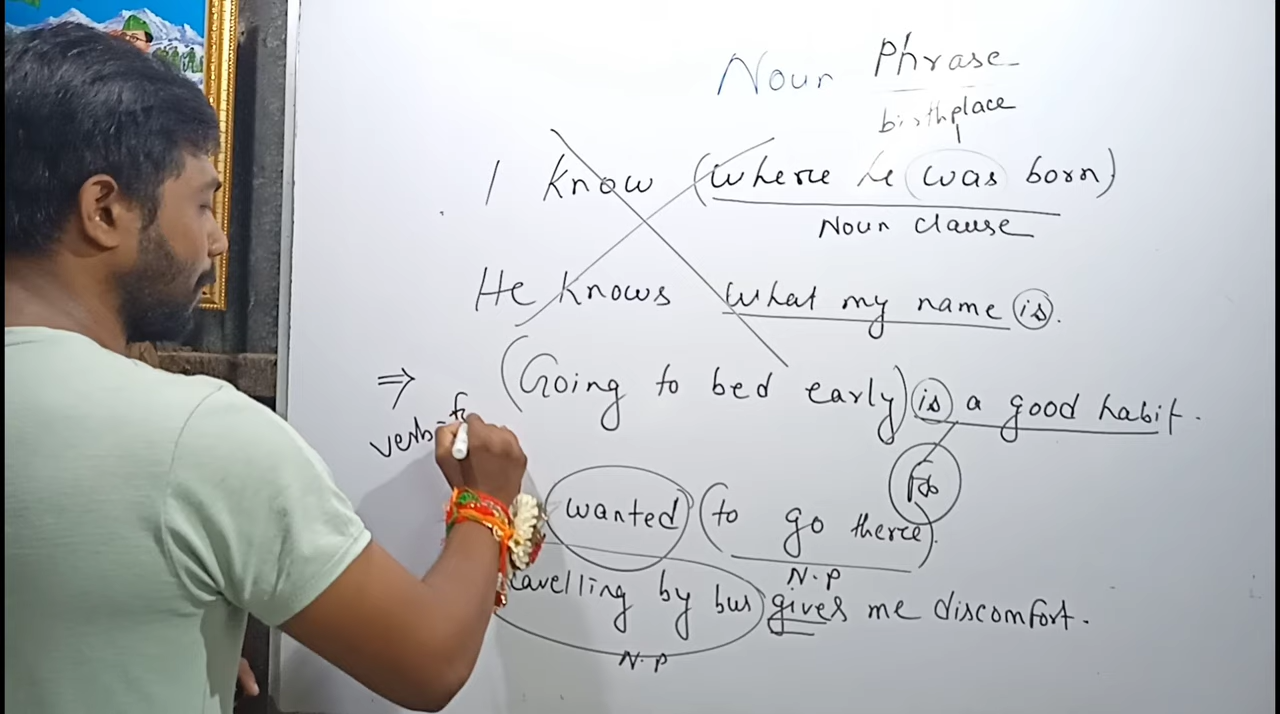 Noun Phrase
birthplace
I know (where he was born)
Noun clause
He knows what my name is.
⇒ (Going to bed early) is a good habit.
verb-f
wanted (to go there).
N.P
ravelling by bus gives me discomfort.
N.P